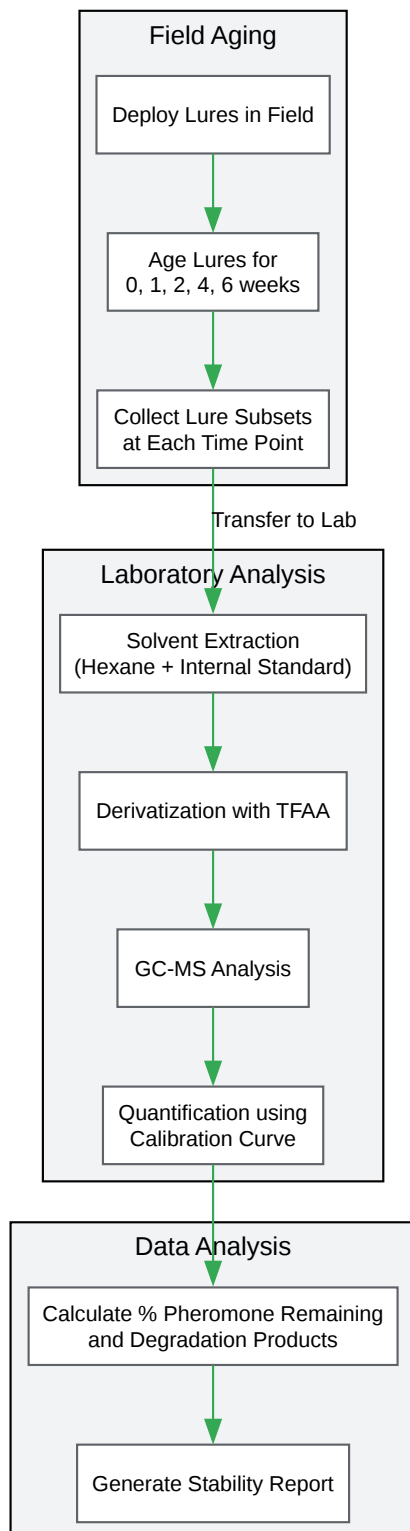 Field Aging
Deploy Lures in Field
Age Lures for
0, 1, 2, 4, 6 weeks
Collect Lure Subsets
at Each Time Point
Transfer to Lab
Laboratory Analysis
Solvent Extraction
(Hexane + Internal Standard)
Derivatization with TFAA
GC-MS Analysis
Quantification using
Calibration Curve
Data Analysis
Calculate % Pheromone Remaining
and Degradation Products
Generate Stability Report